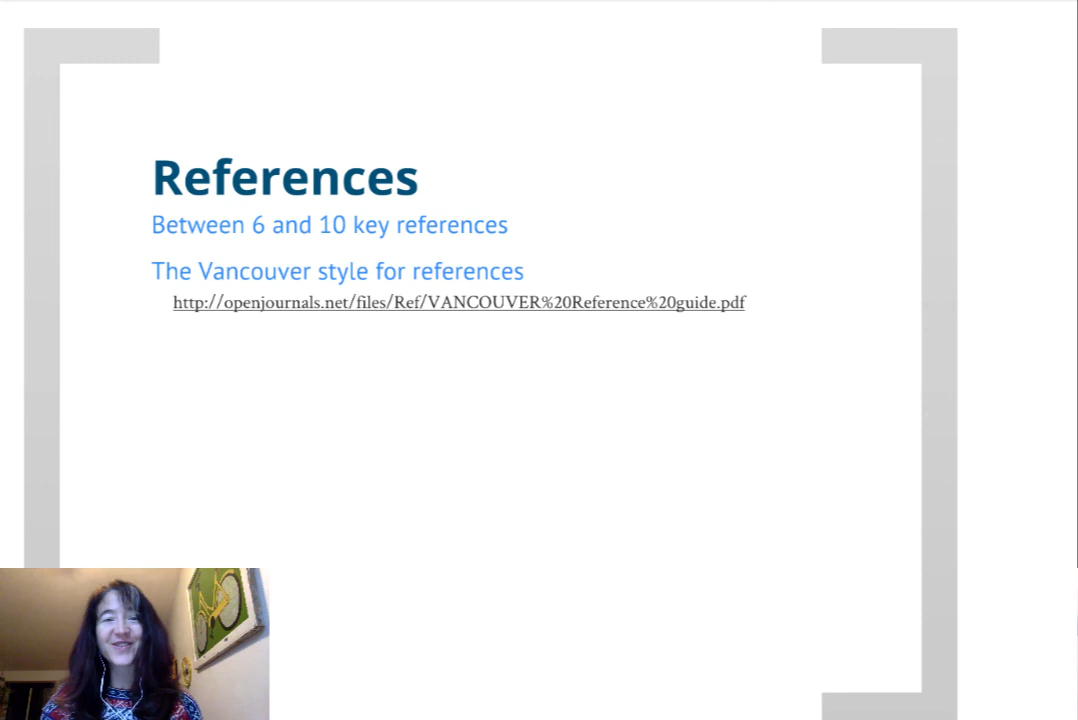 References
Between 6 and 10 key references
The Vancouver style for references
http://openjournals.net/files/Ref/VANCOUVER%20Reference%20guide.pdf